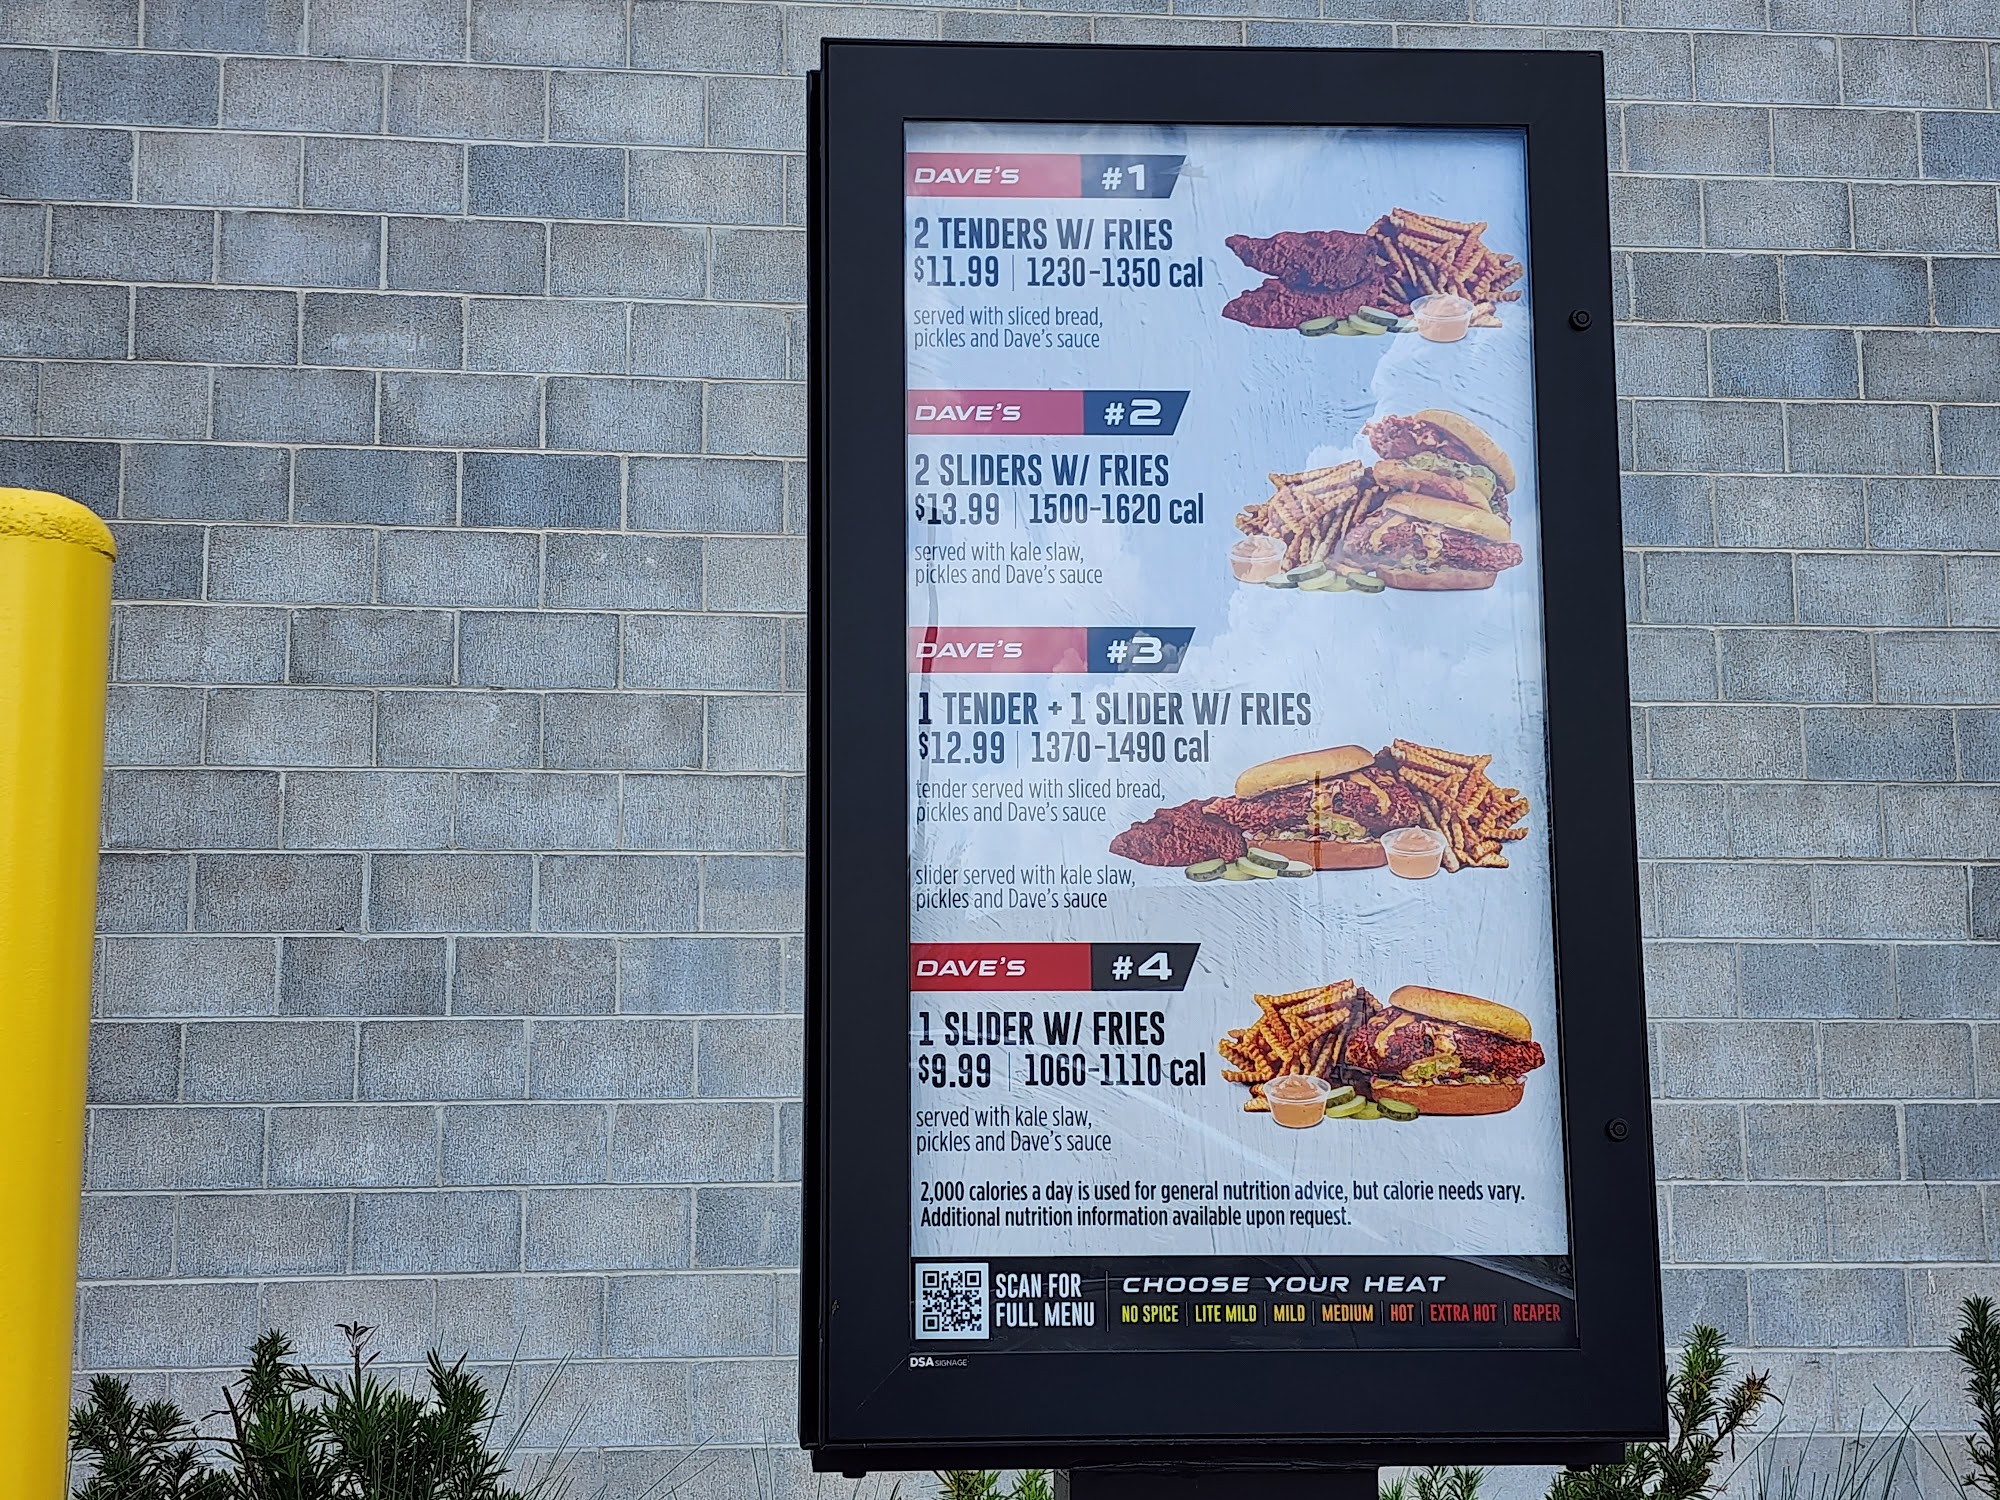 DAVE'S #1
2 TENDERS W/ FRIES
$11.99 | 1230-1350 cal
served with sliced bread,
pickles and Dave's sauce
DAVE'S #2
2 SLIDERS W/ FRIES
$13.99 | 1500-1620 cal
served with kale slaw,
pickles and Dave's sauce
DAVE'S #3
1 TENDER + 1 SLIDER W/ FRIES
$12.99 | 1370-1490 cal
tender served with sliced bread,
pickles and Dave's sauce
slider served with kale slaw,
pickles and Dave's sauce
DAVE'S #4
1 SLIDER W/ FRIES
$9.99 | 1060-1110 cal
served with kale slaw,
pickles and Dave's sauce
2,000 calories a day is used for general nutrition advice, but calorie needs vary.
Additional nutrition information available upon request.
SCAN FOR
FULL MENU
CHOOSE YOUR HEAT
NO SPICE | LITE MILD | MILD | MEDIUM | HOT | EXTRA HOT | REAPER
DSA SIGNAGE